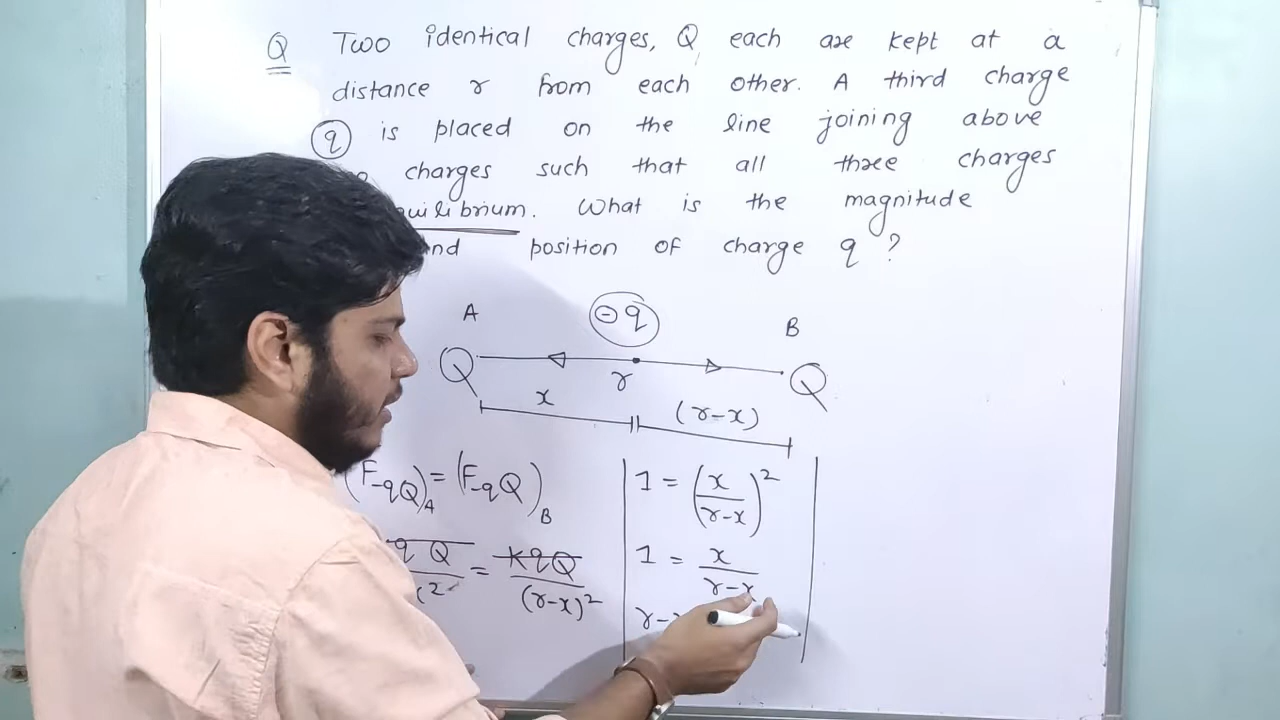 Q Two identical charges, Q each are kept at a
distance r from each other. A third charge
q is placed on the line joining above
charges such that all three charges
. What is the magnitude
position of charge q ?
A ⊖q B
Q r Q
x (r-x)
(F-qQ)A = (F-qQ)B
qQ = kqQ/(r-x)²
1 = (x/(r-x))²
1 = x/(r-x)